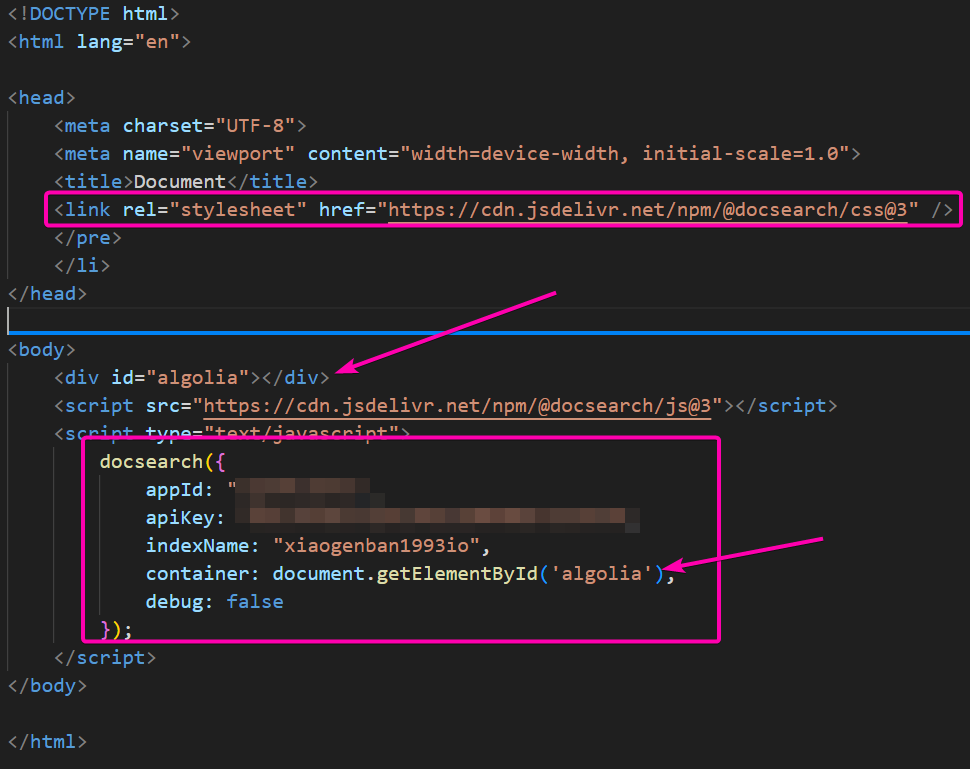 <!DOCTYPE html>
<html lang="en">
<head>
<meta charset="UTF-8">
<meta name="viewport" content="width=device-width, initial-scale=1.0">
<title>Document</title>
<link rel="stylesheet" href="https://cdn.jsdelivr.net/npm/@docsearch/css@3" />
</pre>
</li>
</head>
<body>
<div id="algolia"></div>
<script src="https://cdn.jsdelivr.net/npm/@docsearch/js@3"></script>
<script type="text/javascript">
docsearch({
appId: "
apiKey:
indexName: "xiaogenban1993io",
container: document.getElementById('algolia'),
debug: false
});
</script>
</body>
</html>